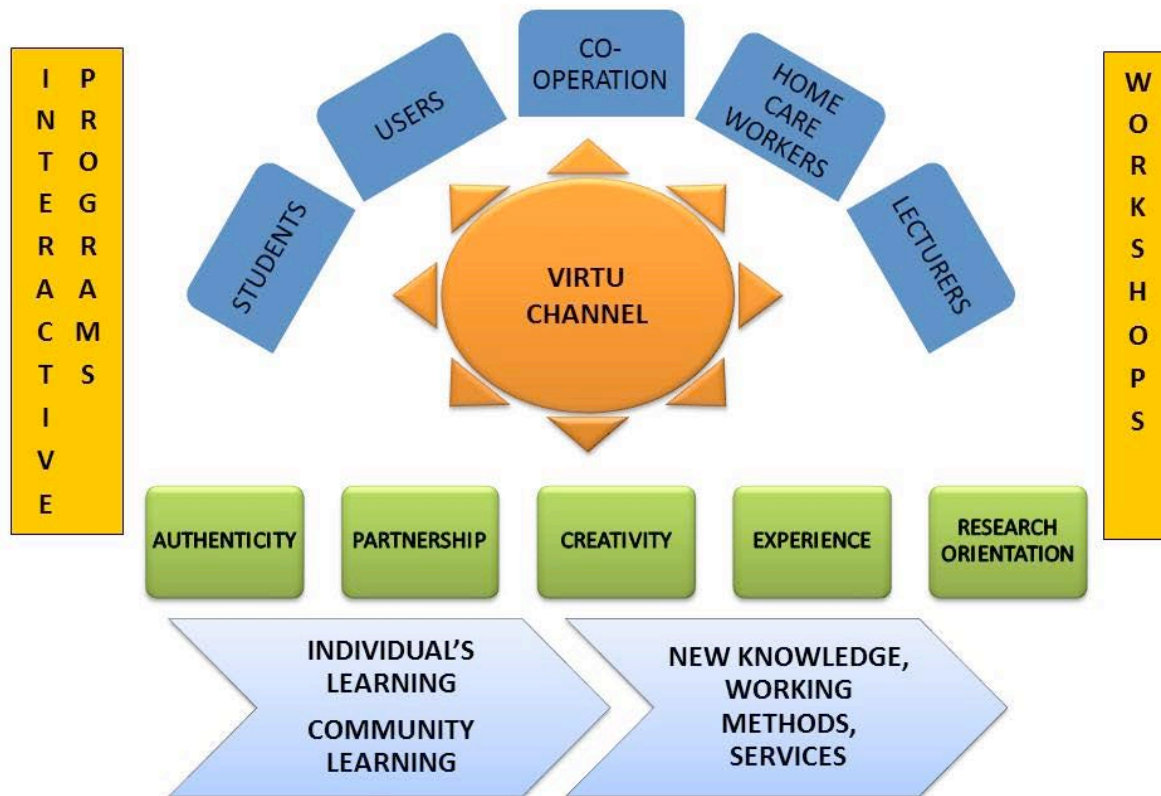 INTERACTIVE
PROGRAMS
STUDENTS
USERS
CO-
OPERATION
HOME
CARE
WORKERS
LECTURERS
WORKSHOPS
VIRTU
CHANNEL
AUTHENTICITY
PARTNERSHIP
CREATIVITY
EXPERIENCE
RESEARCH
ORIENTATION
INDIVIDUAL’S
LEARNING
COMMUNITY
LEARNING
NEW KNOWLEDGE,
WORKING
METHODS,
SERVICES